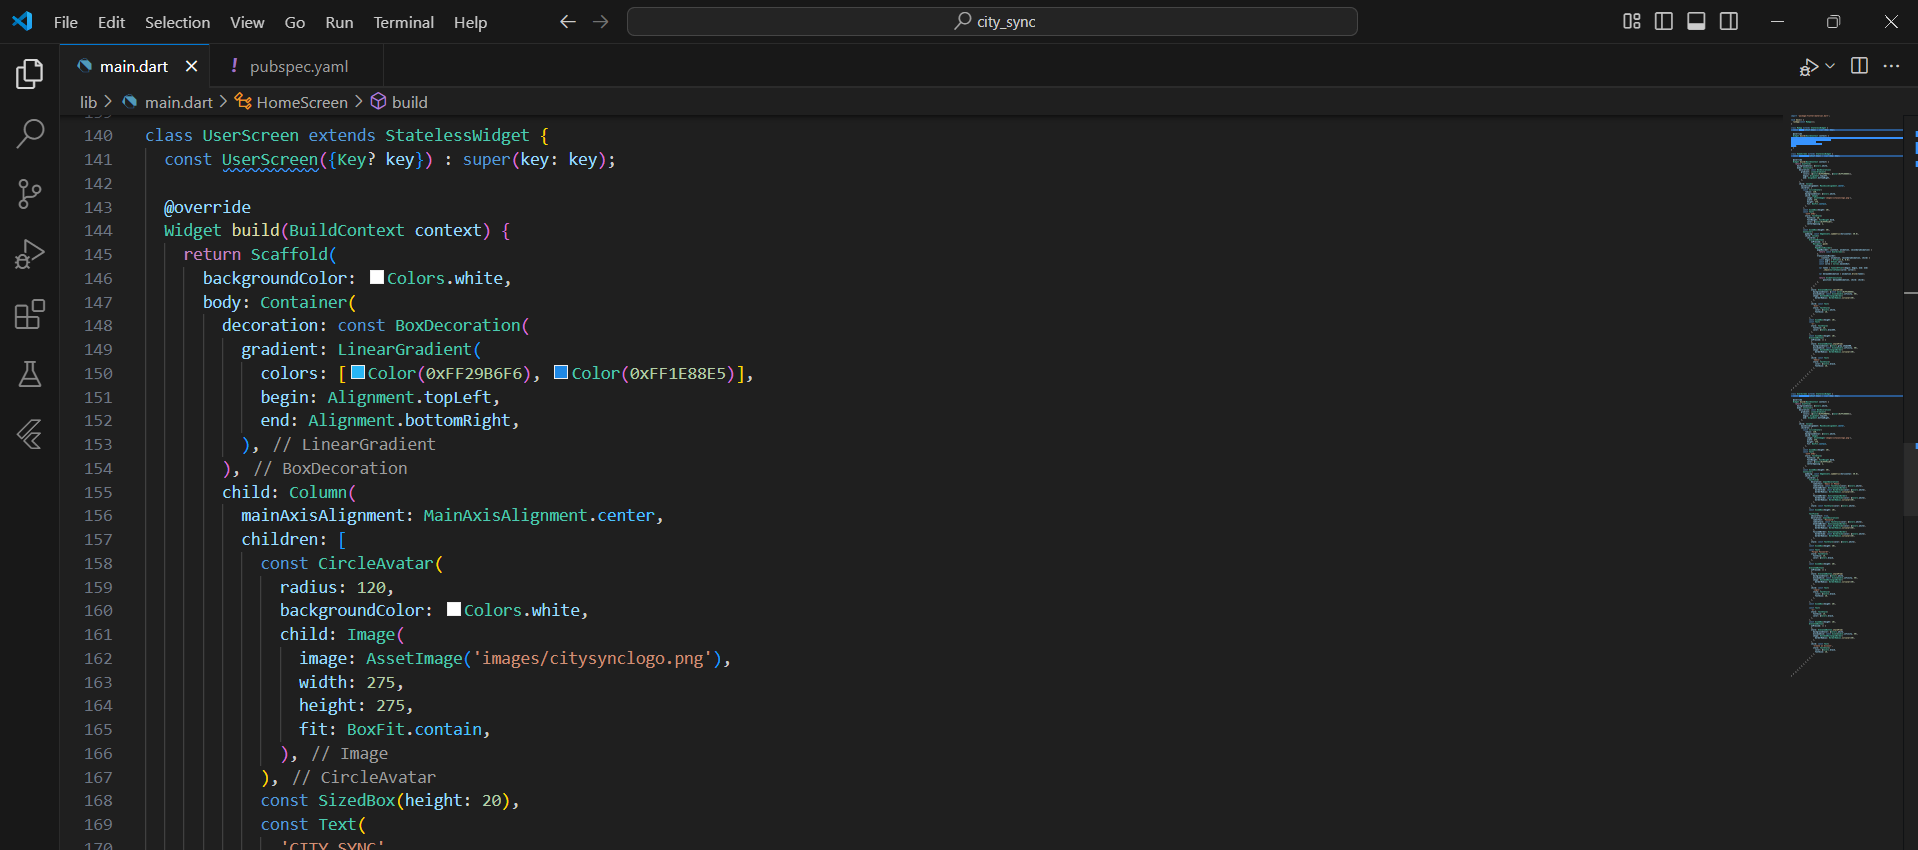 File Edit Selection View Go Run Terminal Help city_sync
main.dart pubspec.yaml
lib > main.dart > HomeScreen > build
140 class UserScreen extends StatelessWidget {
141 const UserScreen({Key? key}) : super(key: key);
142
143 @override
144 Widget build(BuildContext context) {
145 return Scaffold(
146 backgroundColor: Colors.white,
147 body: Container(
148 decoration: const BoxDecoration(
149 gradient: LinearGradient(
150 colors: [Color(0xFF29B6F6), Color(0xFF1E88E5)],
151 begin: Alignment.topLeft,
152 end: Alignment.bottomRight,
153 ), // LinearGradient
154 ), // BoxDecoration
155 child: Column(
156 mainAxisAlignment: MainAxisAlignment.center,
157 children: [
158 const CircleAvatar(
159 radius: 120,
160 backgroundColor: Colors.white,
161 child: Image(
162 image: AssetImage('images/citysynclogo.png'),
163 width: 275,
164 height: 275,
165 fit: BoxFit.contain,
166 ), // Image
167 ), // CircleAvatar
168 const SizedBox(height: 20),
169 const Text(
170 'CITY SYNC'